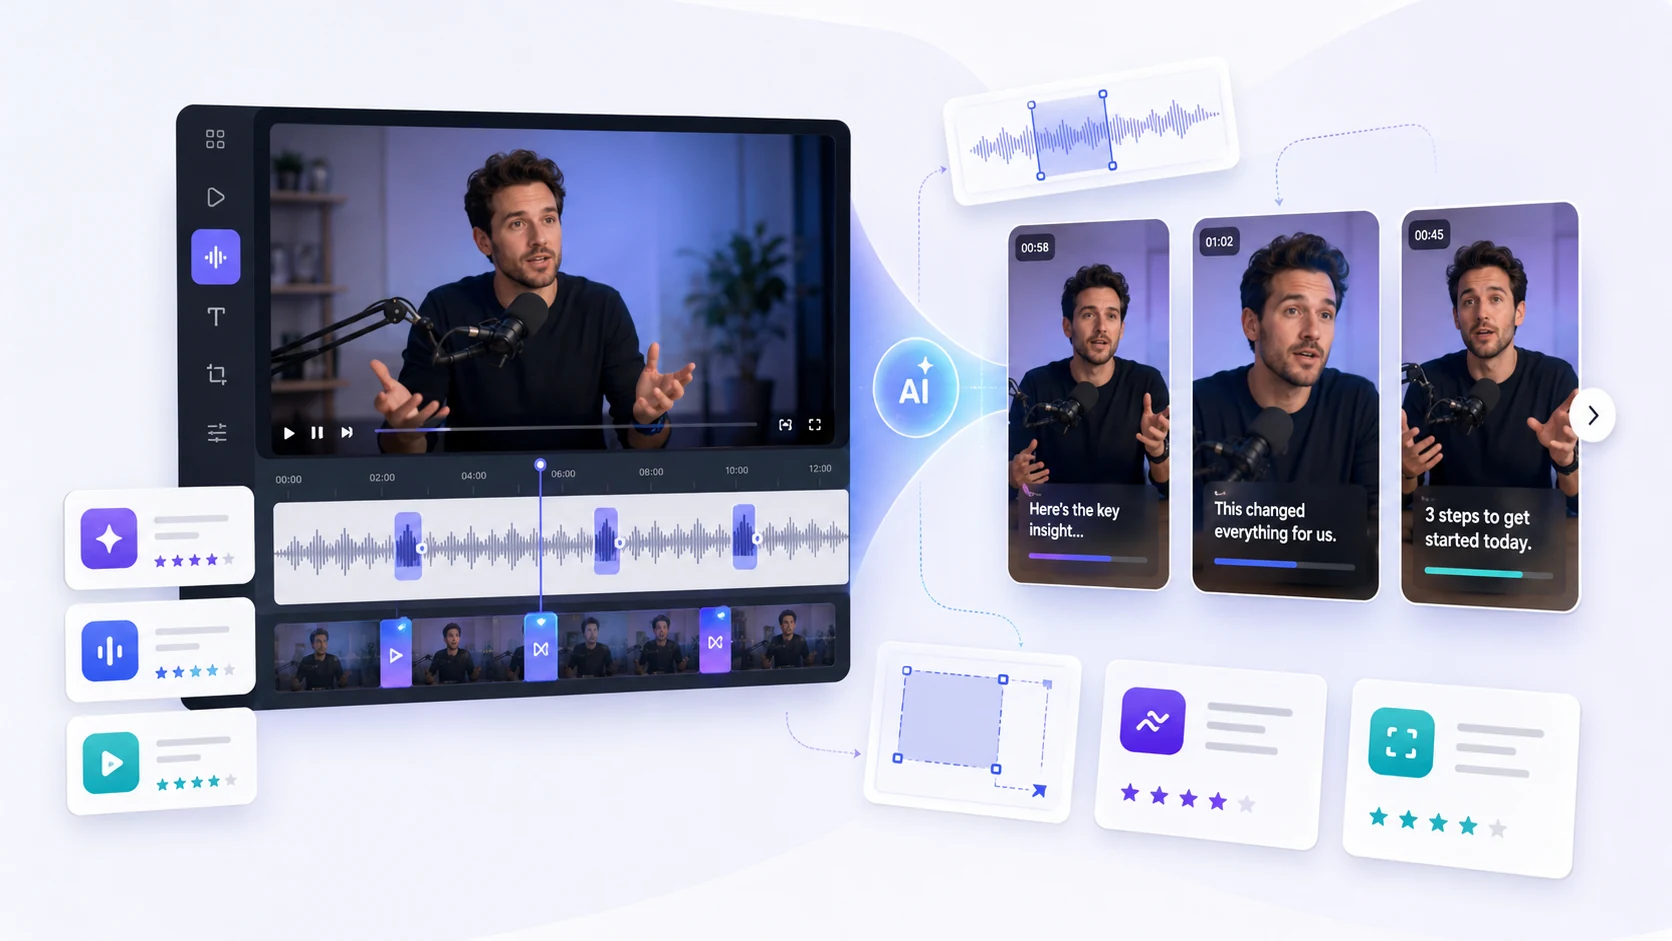 00:00
02:00
04:00
06:00
08:00
10:00
12:00
T
AI
00:58
Here's the key
insight...
01:02
This changed
everything for us.
00:45
3 steps to get
started today.